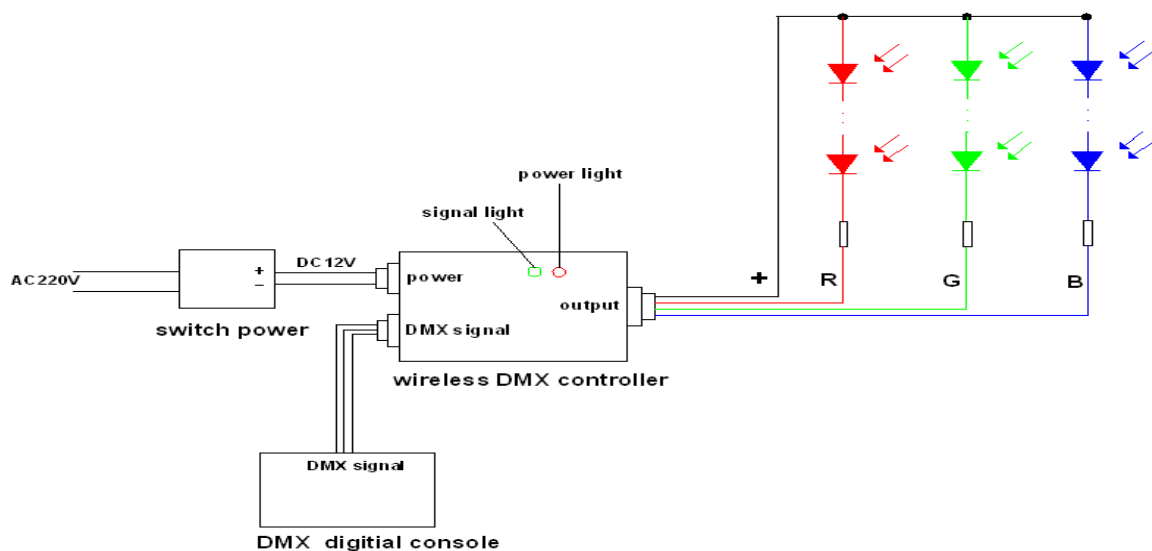 power light
signal light
AC220V
+
−
DC12V
switch power
power
DMX signal
output
wireless DMX controller
+
R
G
B
DMX signal
DMX digitial console